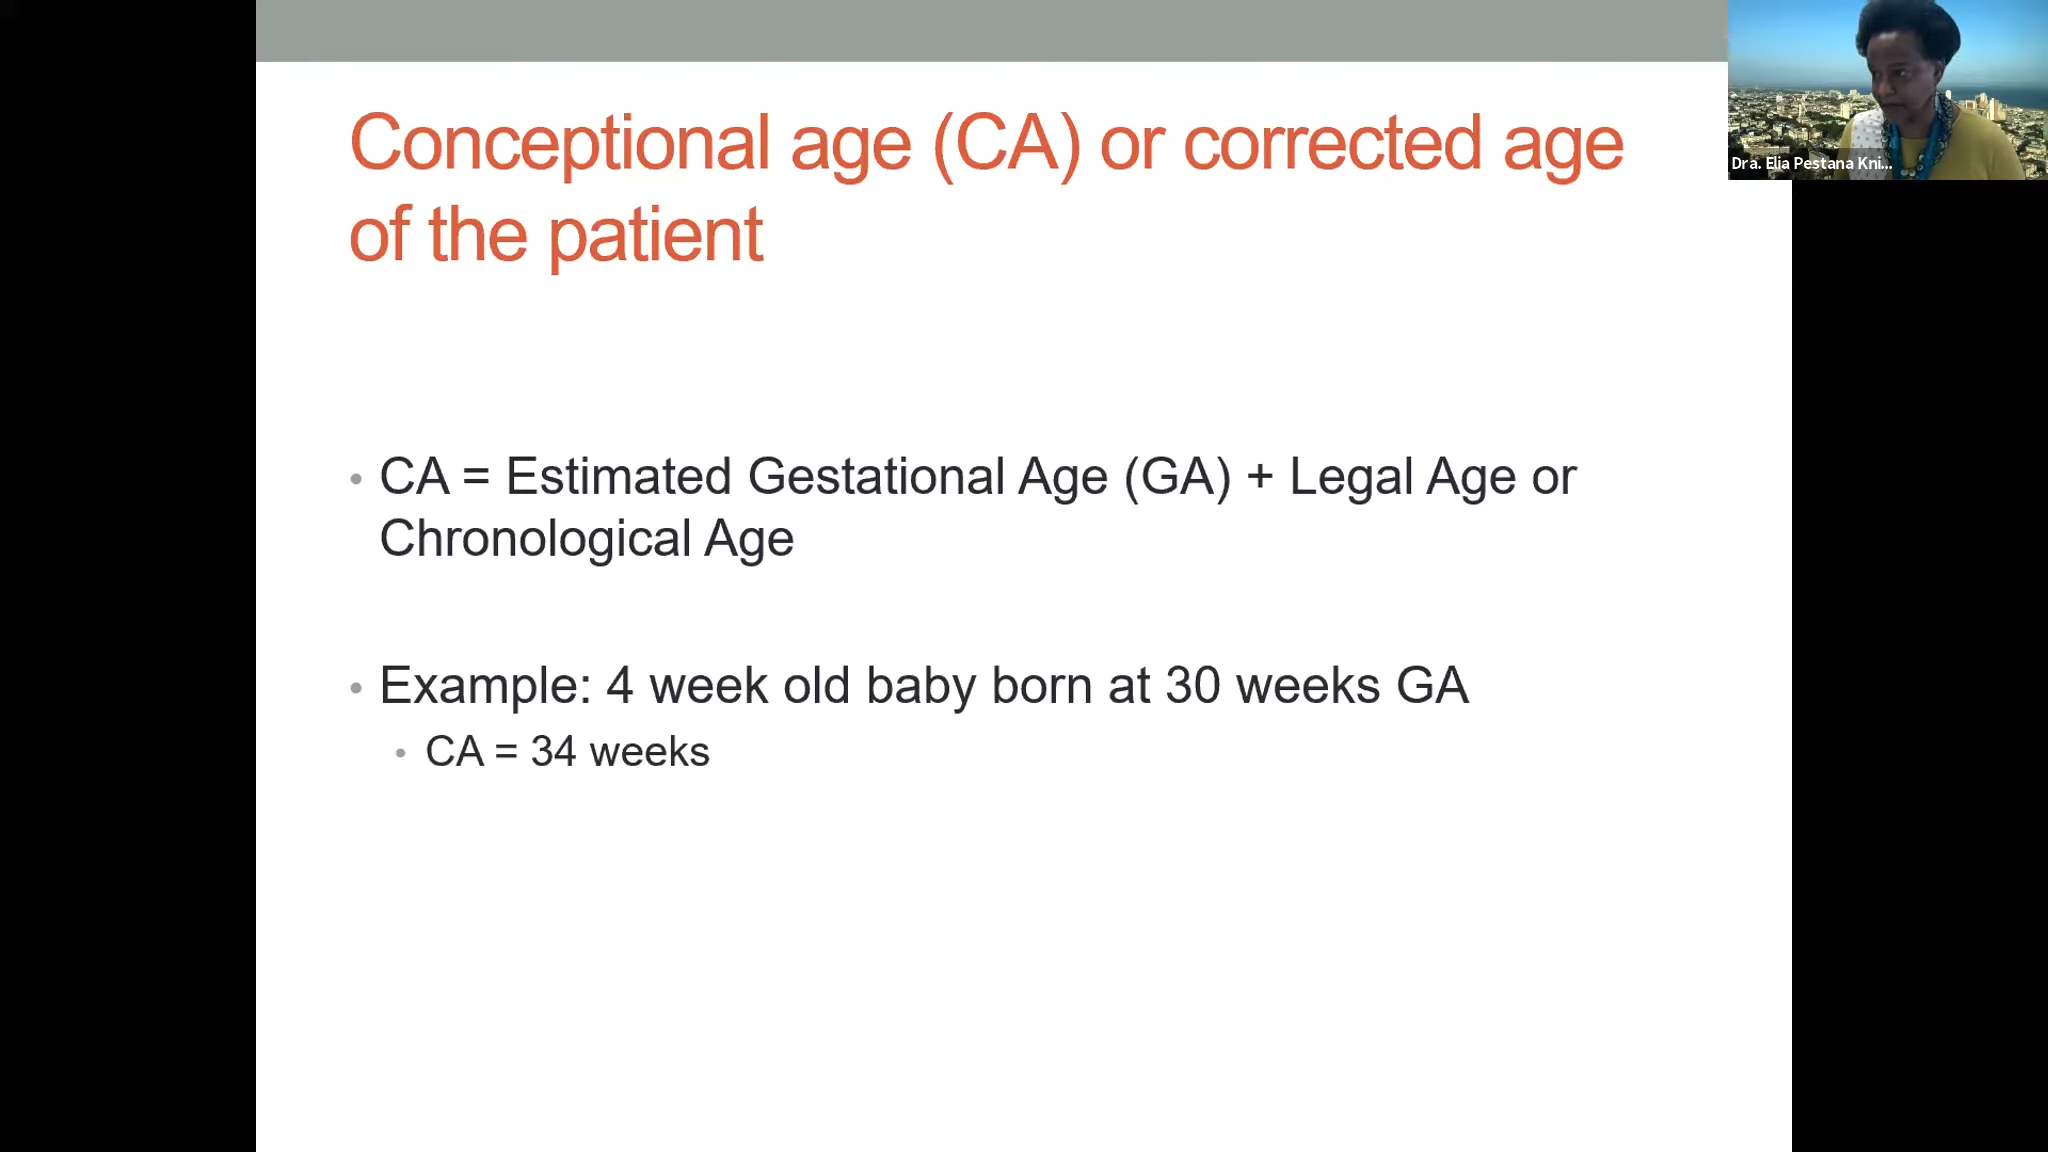 Conceptional age (CA) or corrected age
of the patient
Dra. Elia Pestana Kni...
• CA = Estimated Gestational Age (GA) + Legal Age or
Chronological Age
• Example: 4 week old baby born at 30 weeks GA
• CA = 34 weeks